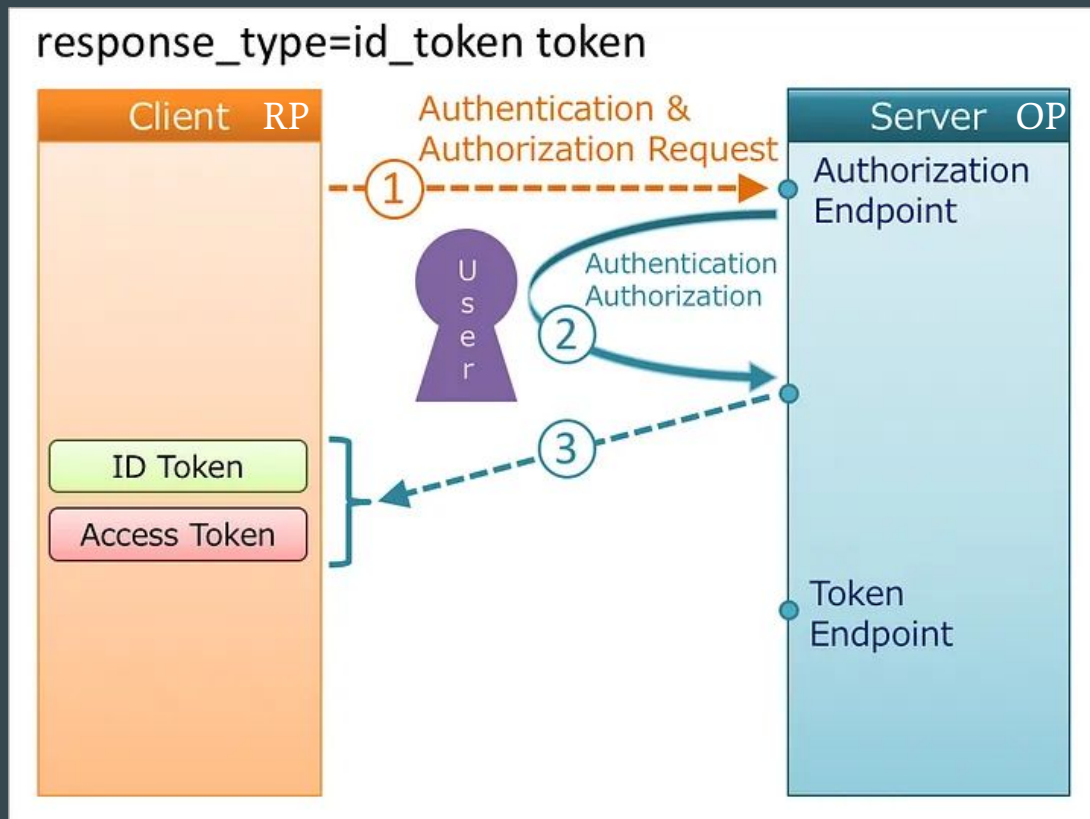 response_type=id_token token
Client RP
Server OP
Authentication &
Authorization Request
1
Authorization
Endpoint
User
Authentication
Authorization
2
3
ID Token
Access Token
Token
Endpoint